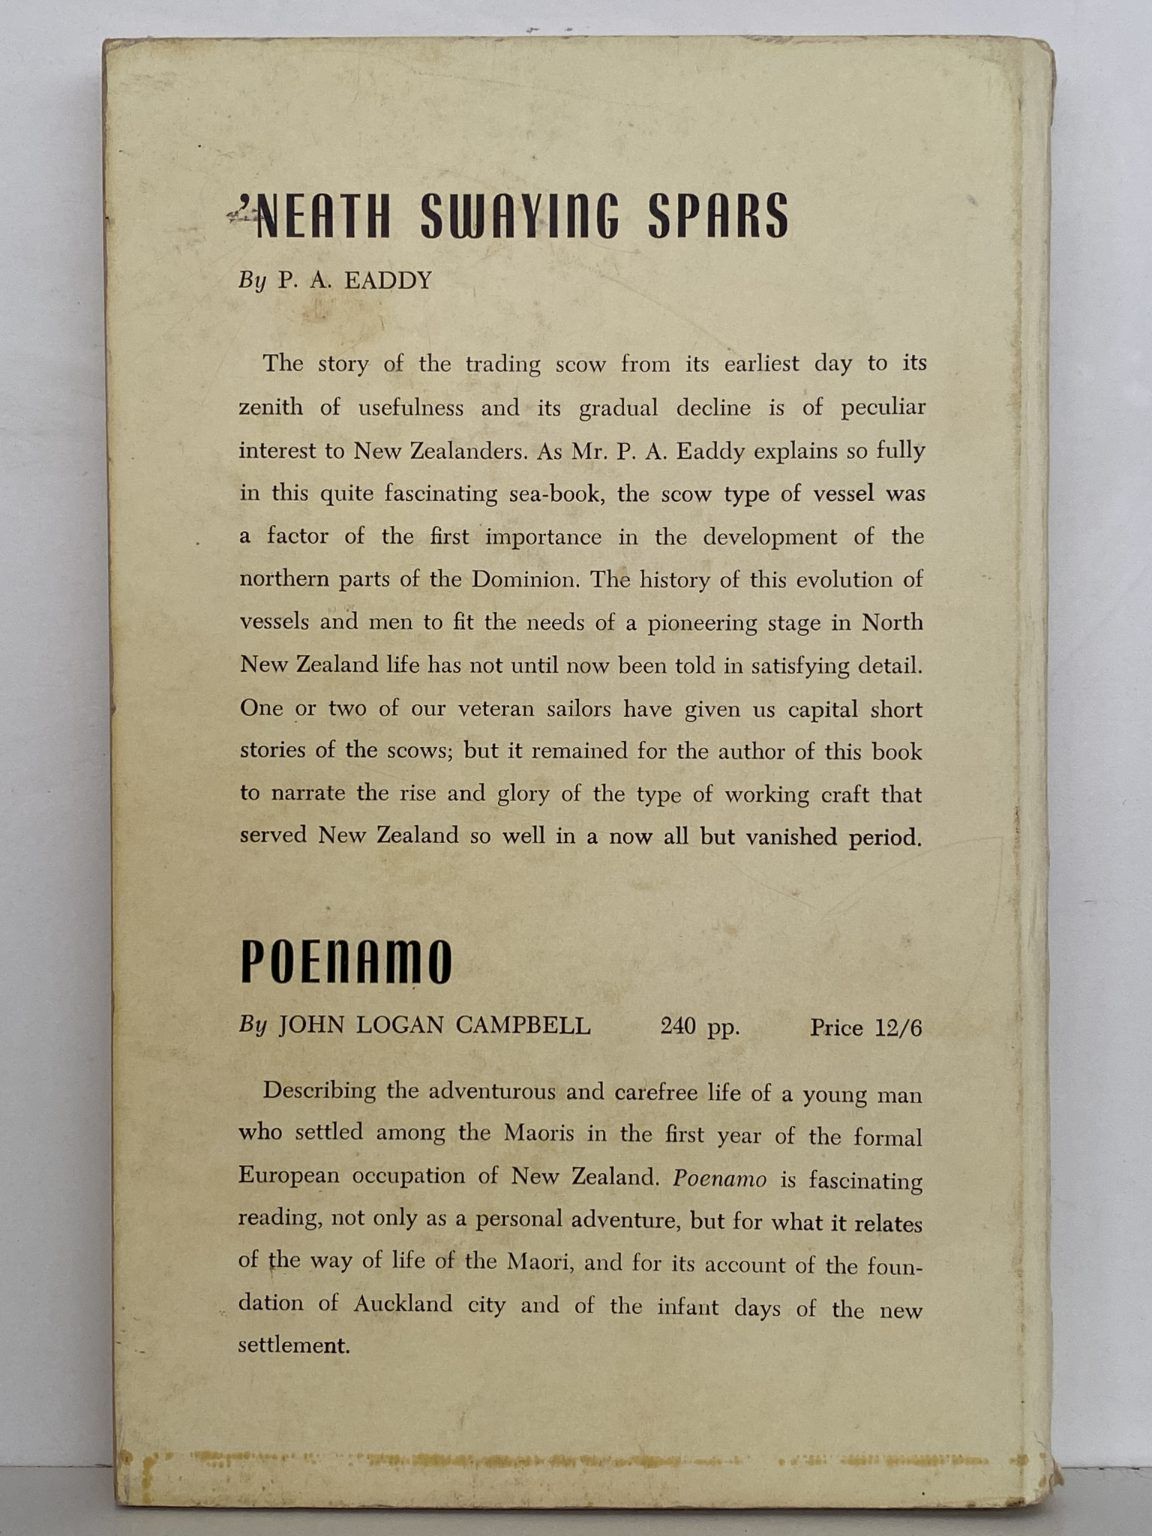 'NEATH SWAYING SPARS
By P. A. EADDY
The story of the trading scow from its earliest day to its
zenith of usefulness and its gradual decline is of peculiar
interest to New Zealanders. As Mr. P. A. Eaddy explains so fully
in this quite fascinating sea-book, the scow type of vessel was
a factor of the first importance in the development of the
northern parts of the Dominion. The history of this evolution of
vessels and men to fit the needs of a pioneering stage in North
New Zealand life has not until now been told in satisfying detail.
One or two of our veteran sailors have given us capital short
stories of the scows; but it remained for the author of this book
to narrate the rise and glory of the type of working craft that
served New Zealand so well in a now all but vanished period.
POENAMO
By JOHN LOGAN CAMPBELL 240 pp. Price 12/6
Describing the adventurous and carefree life of a young man
who settled among the Maoris in the first year of the formal
European occupation of New Zealand. Poenamo is fascinating
reading, not only as a personal adventure, but for what it relates
of the way of life of the Maori, and for its account of the foun-
dation of Auckland city and of the infant days of the new
settlement.